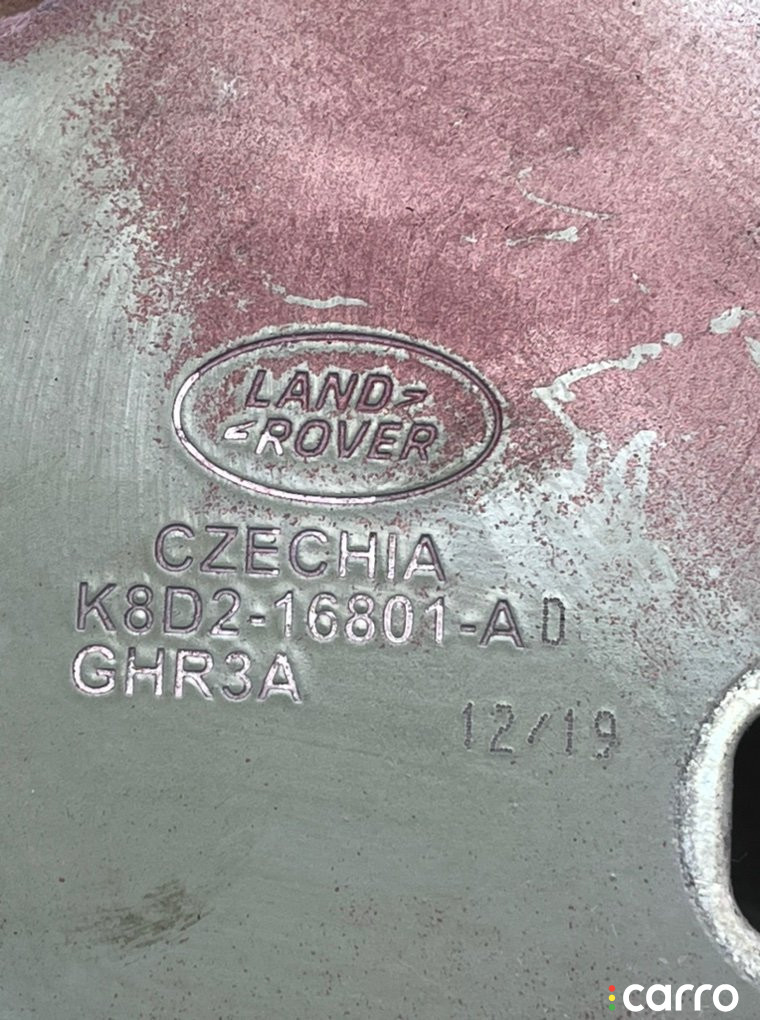 LAND
ROVER
CZECHIA
K8D2-16801-AD
GHR3A
12/19
carro